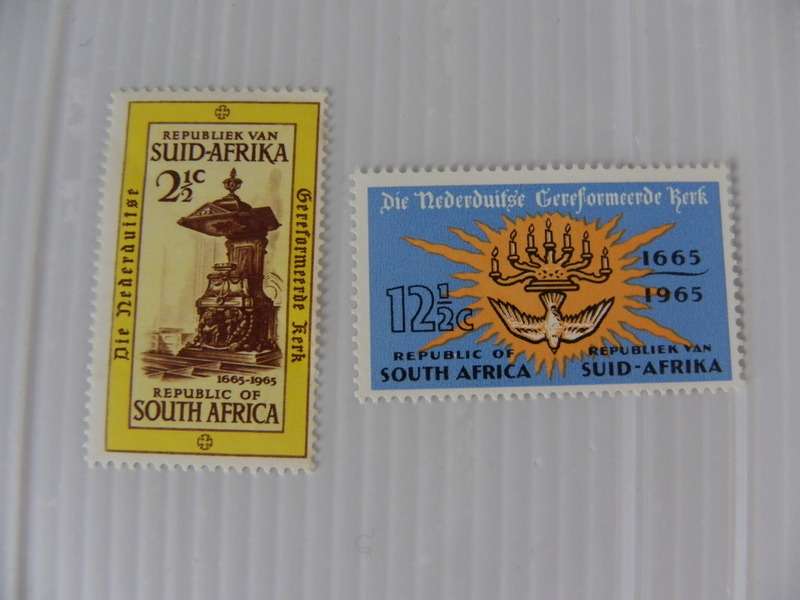 REPUBLIEK VAN
SUID-AFRIKA
2½c
Die Nederduitse
Gereformeerde Kerk
1665-1965
REPUBLIC OF
SOUTH AFRICA
Die Nederduitse Gereformeerde Kerk
1665
1965
12½c
REPUBLIC OF
SOUTH AFRICA
REPUBLIEK VAN
SUID-AFRIKA